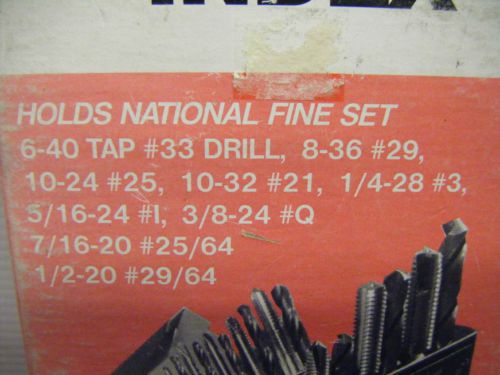 INDEX
HOLDS NATIONAL FINE SET
6-40 TAP #33 DRILL, 8-36 #29,
10-24 #25, 10-32 #21, 1/4-28 #3,
5/16-24 #I, 3/8-24 #Q
7/16-20 #25/64
1/2-20 #29/64